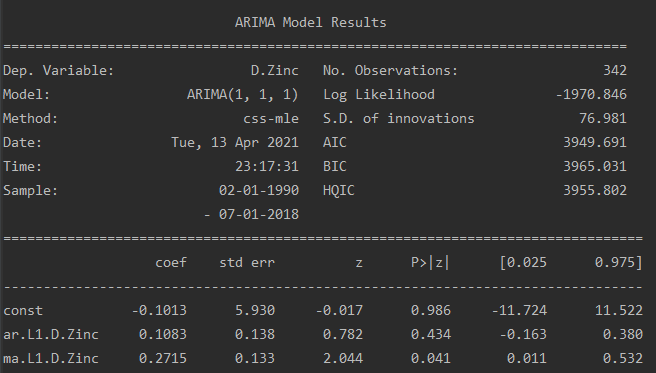 ARIMA Model Results
==============================================================================
Dep. Variable: D.Zinc No. Observations: 342
Model: ARIMA(1, 1, 1) Log Likelihood -1970.846
Method: css-mle S.D. of innovations 76.981
Date: Tue, 13 Apr 2021 AIC 3949.691
Time: 23:17:31 BIC 3965.031
Sample: 02-01-1990 HQIC 3955.802
- 07-01-2018
================================================================================
coef std err z P>|z| [0.025 0.975]
--------------------------------------------------------------------------------
const -0.1013 5.930 -0.017 0.986 -11.724 11.522
ar.L1.D.Zinc 0.1083 0.138 0.782 0.434 -0.163 0.380
ma.L1.D.Zinc 0.2715 0.133 2.044 0.041 0.011 0.532